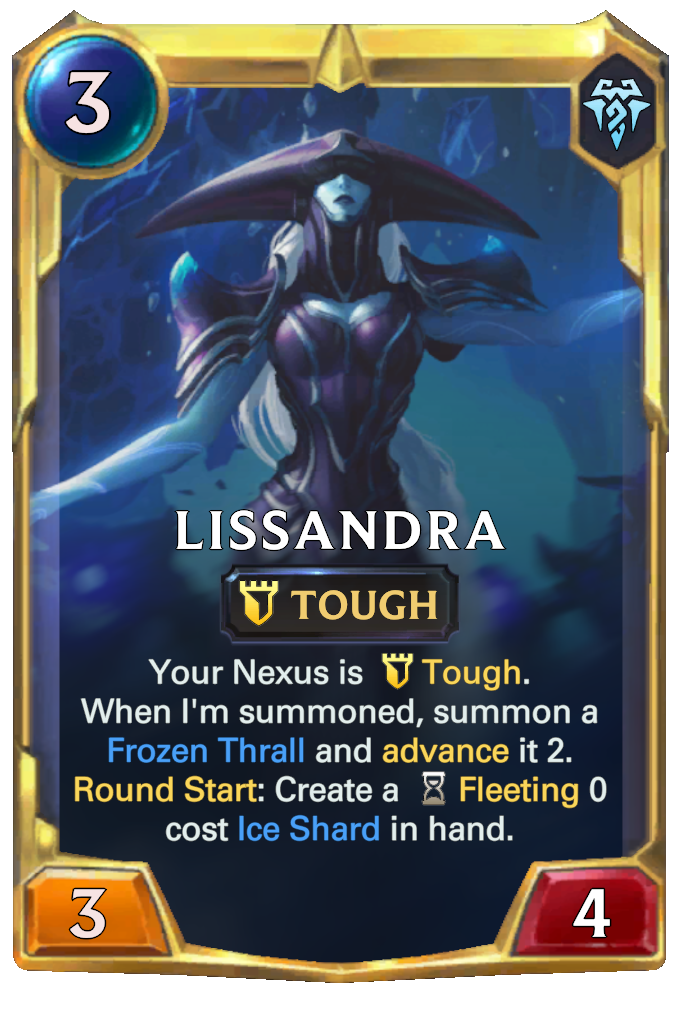 3
LISSANDRA
TOUGH
Your Nexus is Tough.
When I'm summoned, summon a
Frozen Thrall and advance it 2.
Round Start: Create a Fleeting 0
cost Ice Shard in hand.
3
4